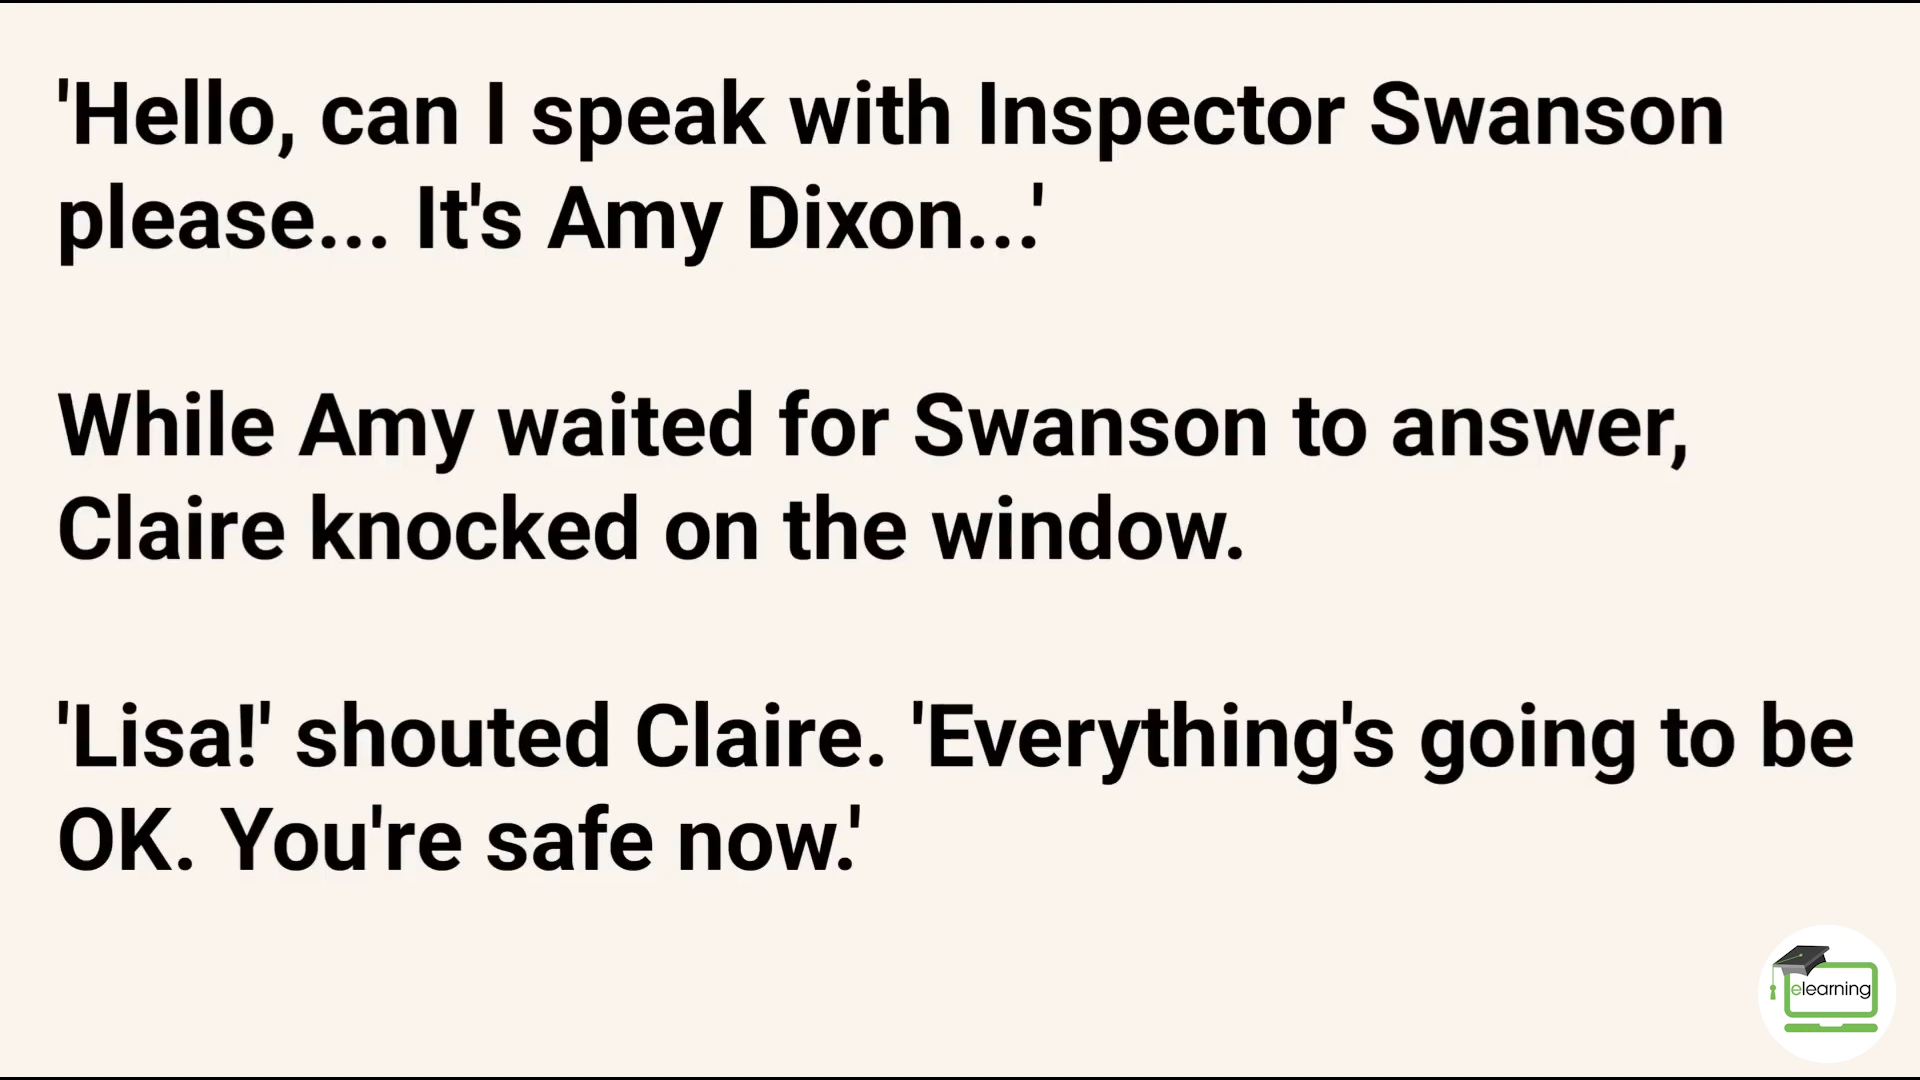 'Hello, can I speak with Inspector Swanson
please... It's Amy Dixon...'
While Amy waited for Swanson to answer,
Claire knocked on the window.
'Lisa!' shouted Claire. 'Everything's going to be
OK. You're safe now.'
elearning